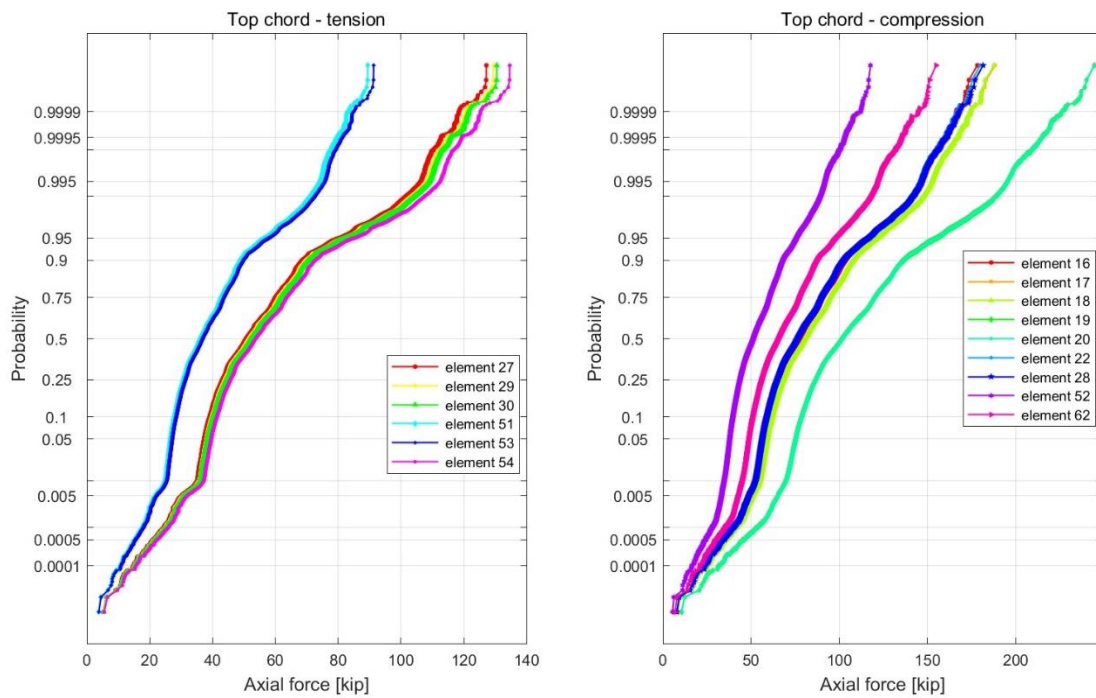 Top chord - tension
0.9999
0.9995
0.995
0.95
0.9
0.75
0.5
0.25
0.1
0.05
0.005
0.0005
0.0001
Probability
element 27
element 29
element 30
element 51
element 53
element 54
0 20 40 60 80 100 120 140
Axial force [kip]
Top chord - compression
0.9999
0.9995
0.995
0.95
0.9
0.75
0.5
0.25
0.1
0.05
0.005
0.0005
0.0001
Probability
element 16
element 17
element 18
element 19
element 20
element 22
element 28
element 52
element 62
0 50 100 150 200
Axial force [kip]